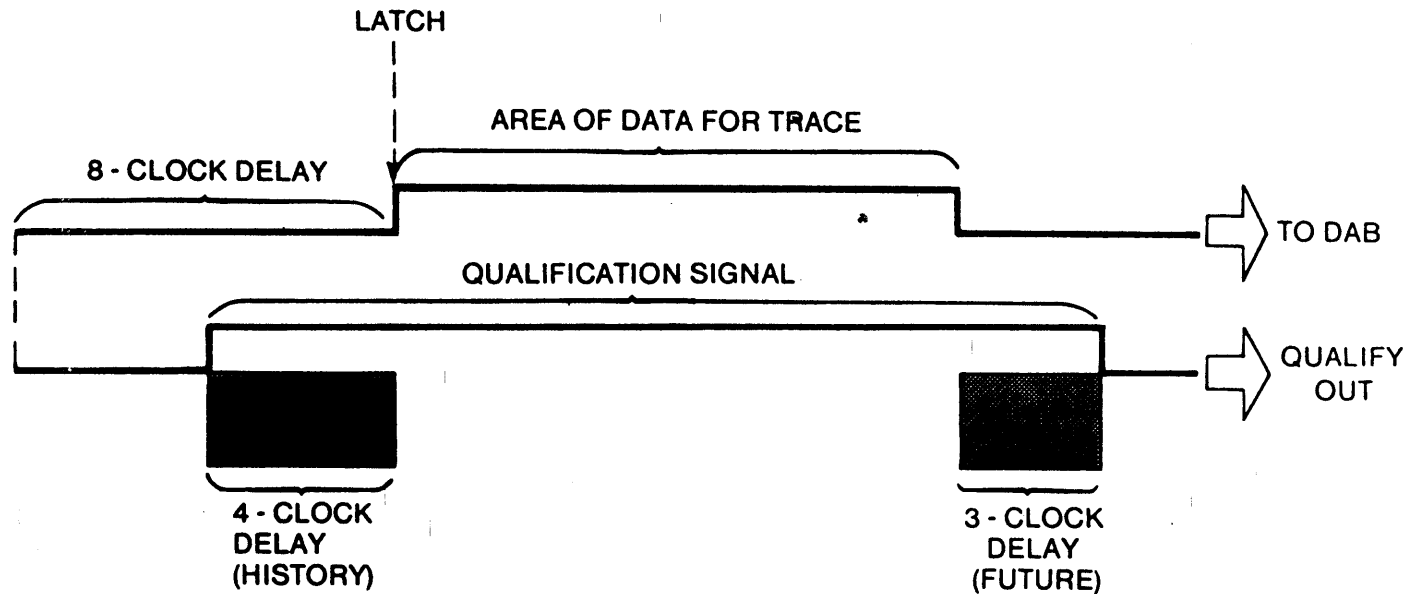 LATCH
AREA OF DATA FOR TRACE
8 - CLOCK DELAY
TO DAB
QUALIFICATION SIGNAL
QUALIFY
OUT
4 - CLOCK
DELAY
(HISTORY)
3 - CLOCK
DELAY
(FUTURE)